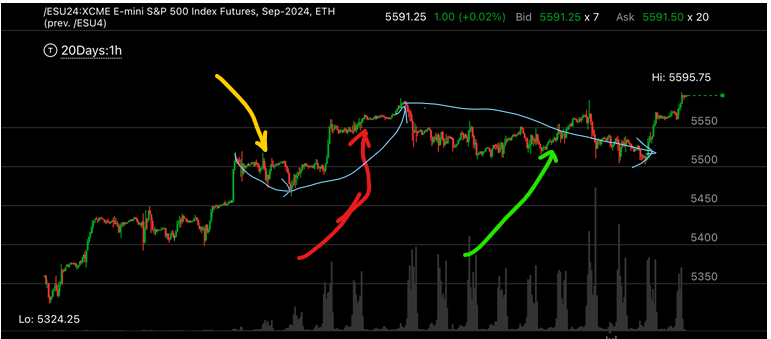 /ESU24:XCME E-mini S&P 500 Index Futures, Sep-2024, ETH
(prev. /ESU4)
5591.25 1.00 (+0.02%) Bid 5591.25 x 7 Ask 5591.50 x 20
T 20Days:1h
Hi: 5595.75
5550
5500
5450
5400
5350
Lo: 5324.25